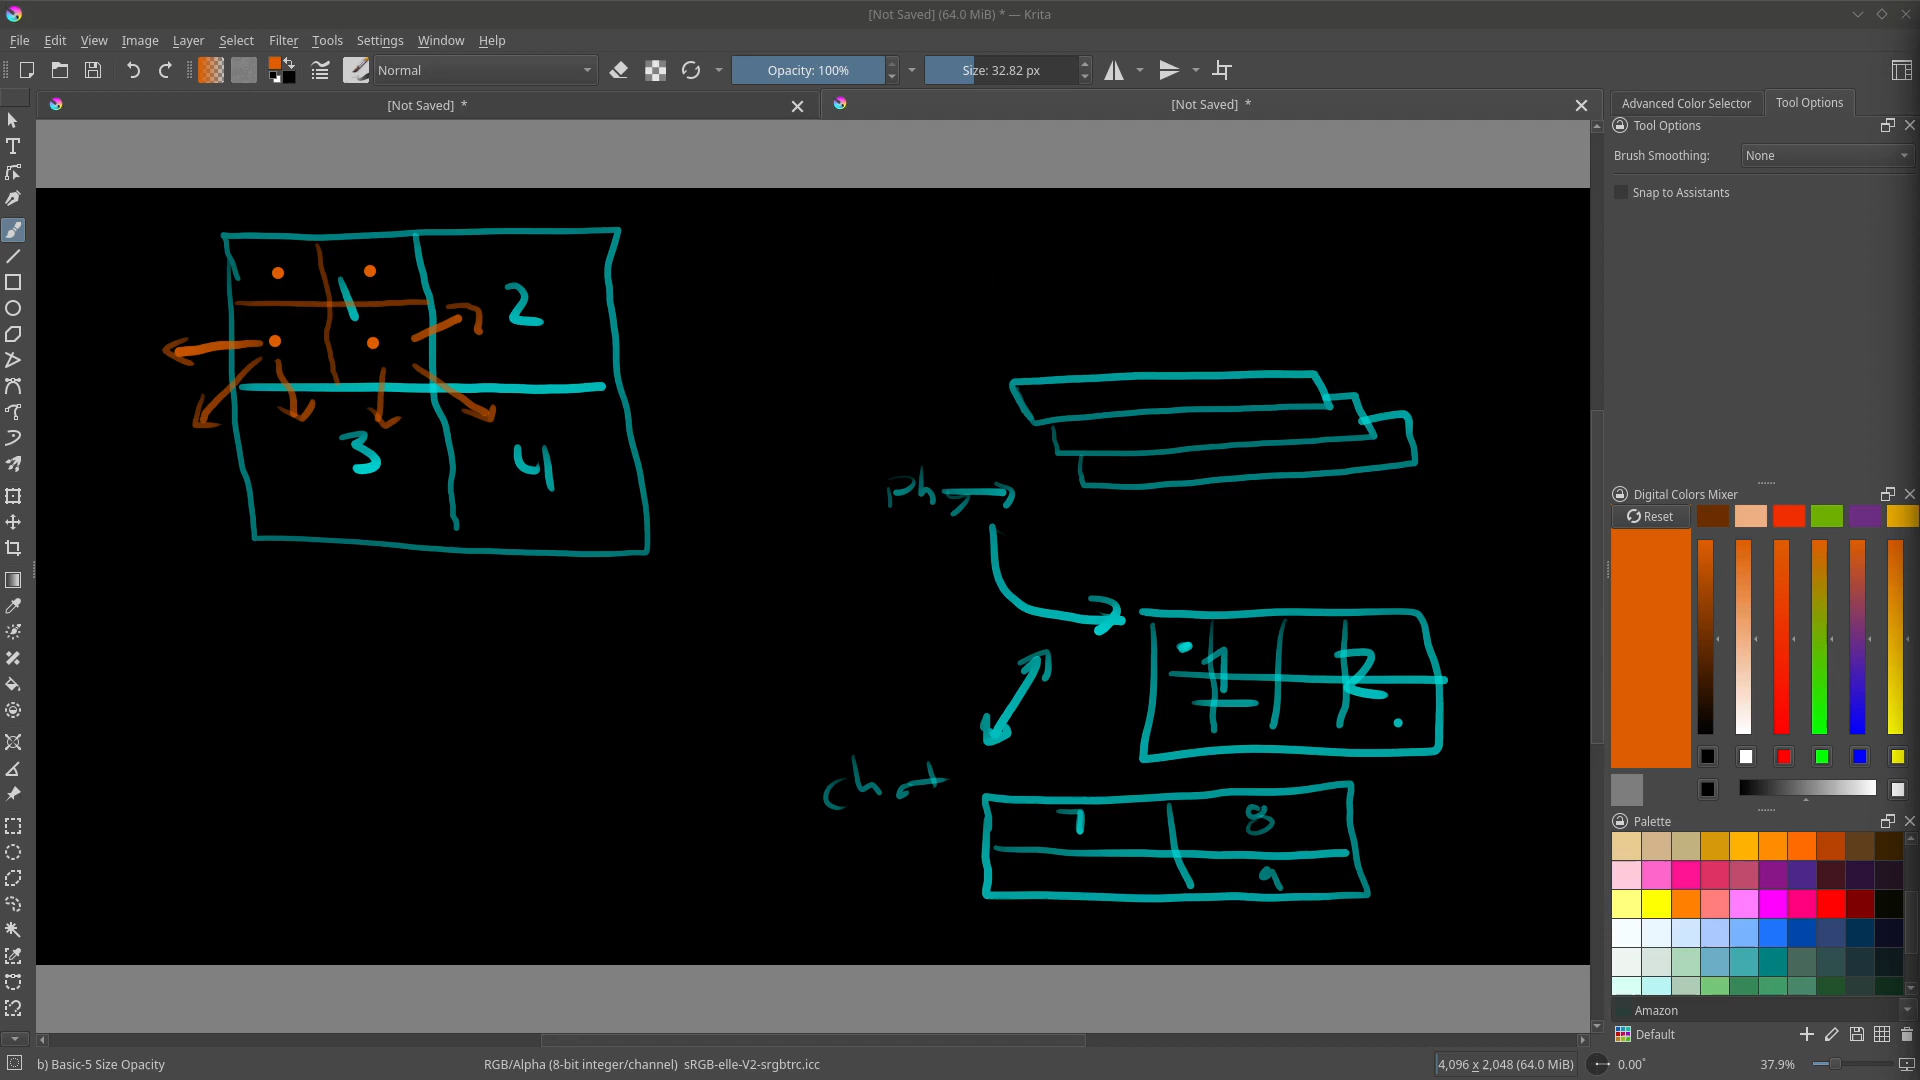 [Not Saved] (64.0 MiB) * — Krita
File Edit View Image Layer Select Filter Tools Settings Window Help
Normal Opacity: 100% Size: 32.82 px
[Not Saved] * [Not Saved] *
Advanced Color Selector Tool Options
Tool Options
Brush Smoothing: None
Snap to Assistants
1 2
3 4
Phy
1 2
chat
7 8
9
Digital Colors Mixer
Reset
Palette
Amazon
Default
b) Basic-5 Size Opacity RGB/Alpha (8-bit integer/channel) sRGB-elle-V2-srgbtrc.icc 4,096 x 2,048 (64.0 MiB) 0.00° 37.9%